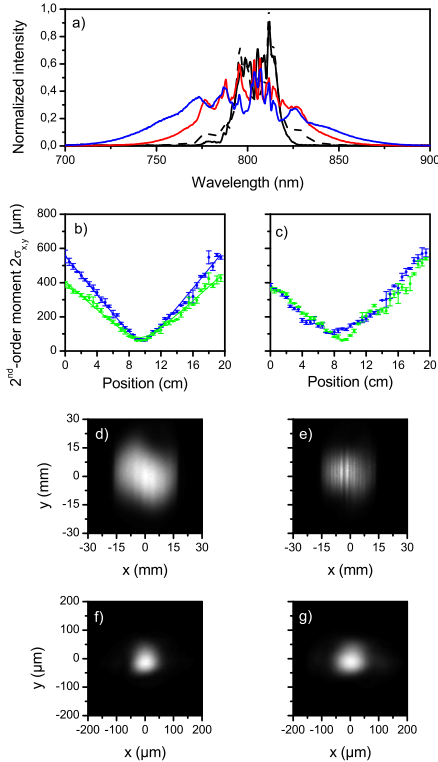 a)
Normalized intensity
1,0
0,8
0,6
0,4
0,2
0,0
700 750 800 850 900
Wavelength (nm)
2nd-order moment 2σx,y (µm)
800
600
400
200
0
b) c)
0 4 8 12 16 20 0 4 8 12 16 20
Position (cm) Position (cm)
y (mm)
30
15
0
-15
-30
d) e)
-30 -15 0 15 30 -30 -15 0 15 30
x (mm) x (mm)
y (µm)
200
100
0
-100
-200
f) g)
-200 -100 0 100 200 -200 -100 0 100 200
x (µm) x (µm)